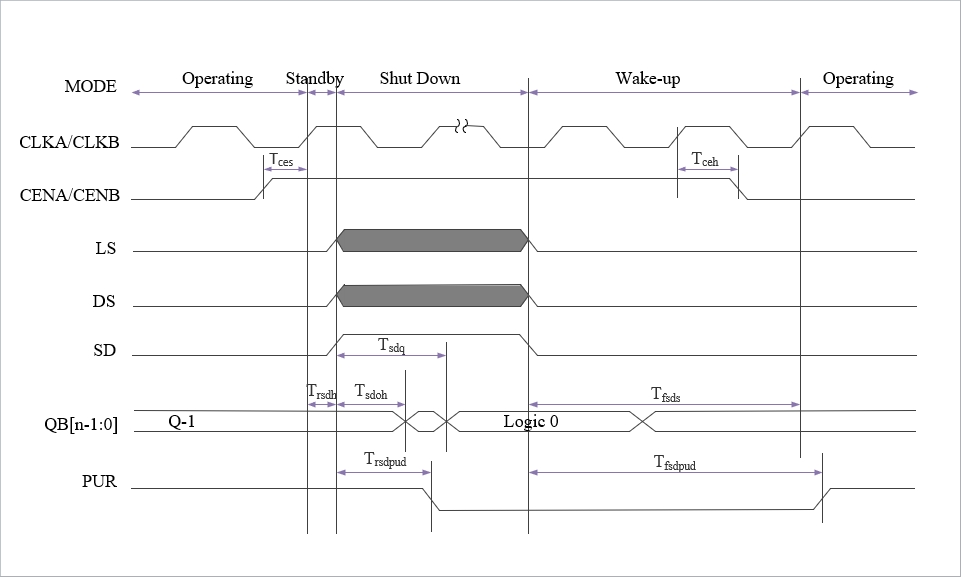 MODE Operating Standby Shut Down Wake-up Operating
CLKA/CLKB
Tces Tceh
CENA/CENB
LS
DS
SD
Tsdq
Trsdh Tsdoh Tfsds
QB[n-1:0] Q-1 Logic 0
Trsdpud Tfsdpud
PUR